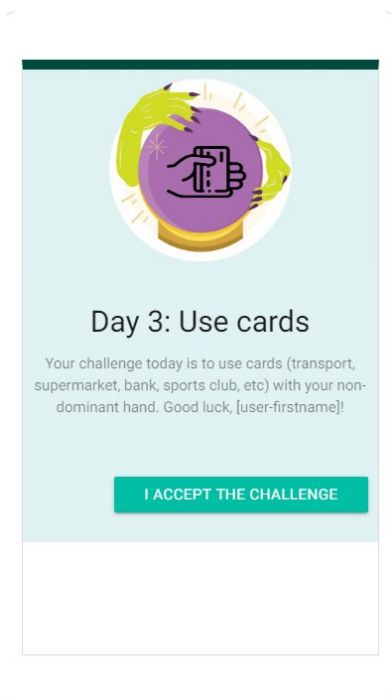 Day 3: Use cards
Your challenge today is to use cards (transport,
supermarket, bank, sports club, etc) with your non-
dominant hand. Good luck, [user-firstname]!
I ACCEPT THE CHALLENGE